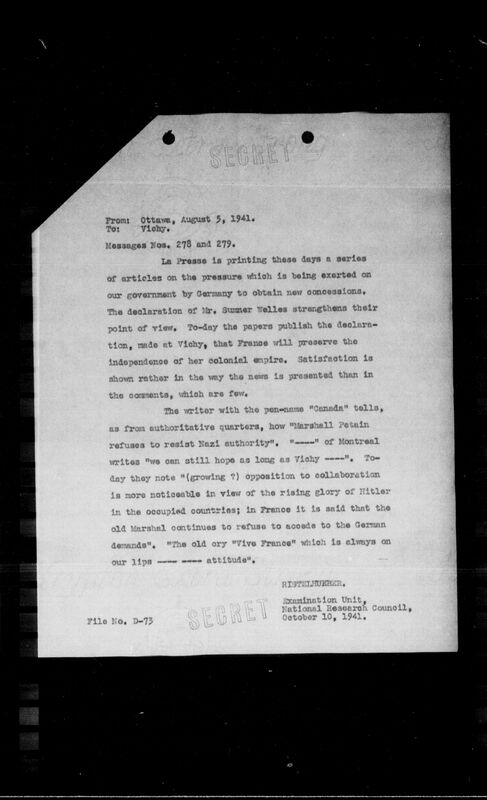 SECRET
From: Ottawa, August 5, 1941.
To: Vichy.
Messages Nos. 278 and 279.
La Presse is printing these days a series
of articles on the pressure which is being exerted on
our government by Germany to obtain new concessions.
The declaration of Mr. Sumner Welles strengthens their
point of view. To-day the papers publish the declara-
tion, made at Vichy, that France will preserve the
independence of her colonial empire. Satisfaction is
shown rather in the way the news is presented than in
the comments, which are few.
The writer with the pen-name "Canada" tells,
as from authoritative quarters, how "Marshall Petain
refuses to resist Nazi authority". "----" of Montreal
writes "we can still hope as long as Vichy ----". To-
day they note "(growing ?) opposition to collaboration
is more noticeable in view of the rising glory of Hitler
in the occupied countries; in France it is said that the
old Marshal continues to refuse to accede to the German
demands". "The old cry "Vive France" which is always on
our lips ---- ---- attitude".
RISTELHUEBER.
Examination Unit,
National Research Council,
October 10, 1941.
SECRET
File No. D-73